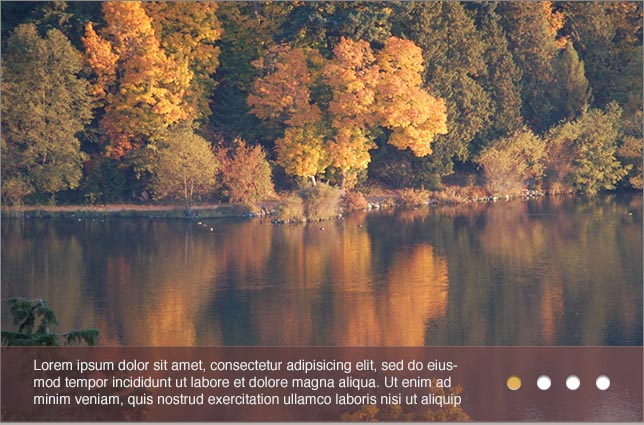 Lorem ipsum dolor sit amet, consectetur adipisicing elit, sed do eius-
mod tempor incididunt ut labore et dolore magna aliqua. Ut enim ad
minim veniam, quis nostrud exercitation ullamco laboris nisi ut aliquip